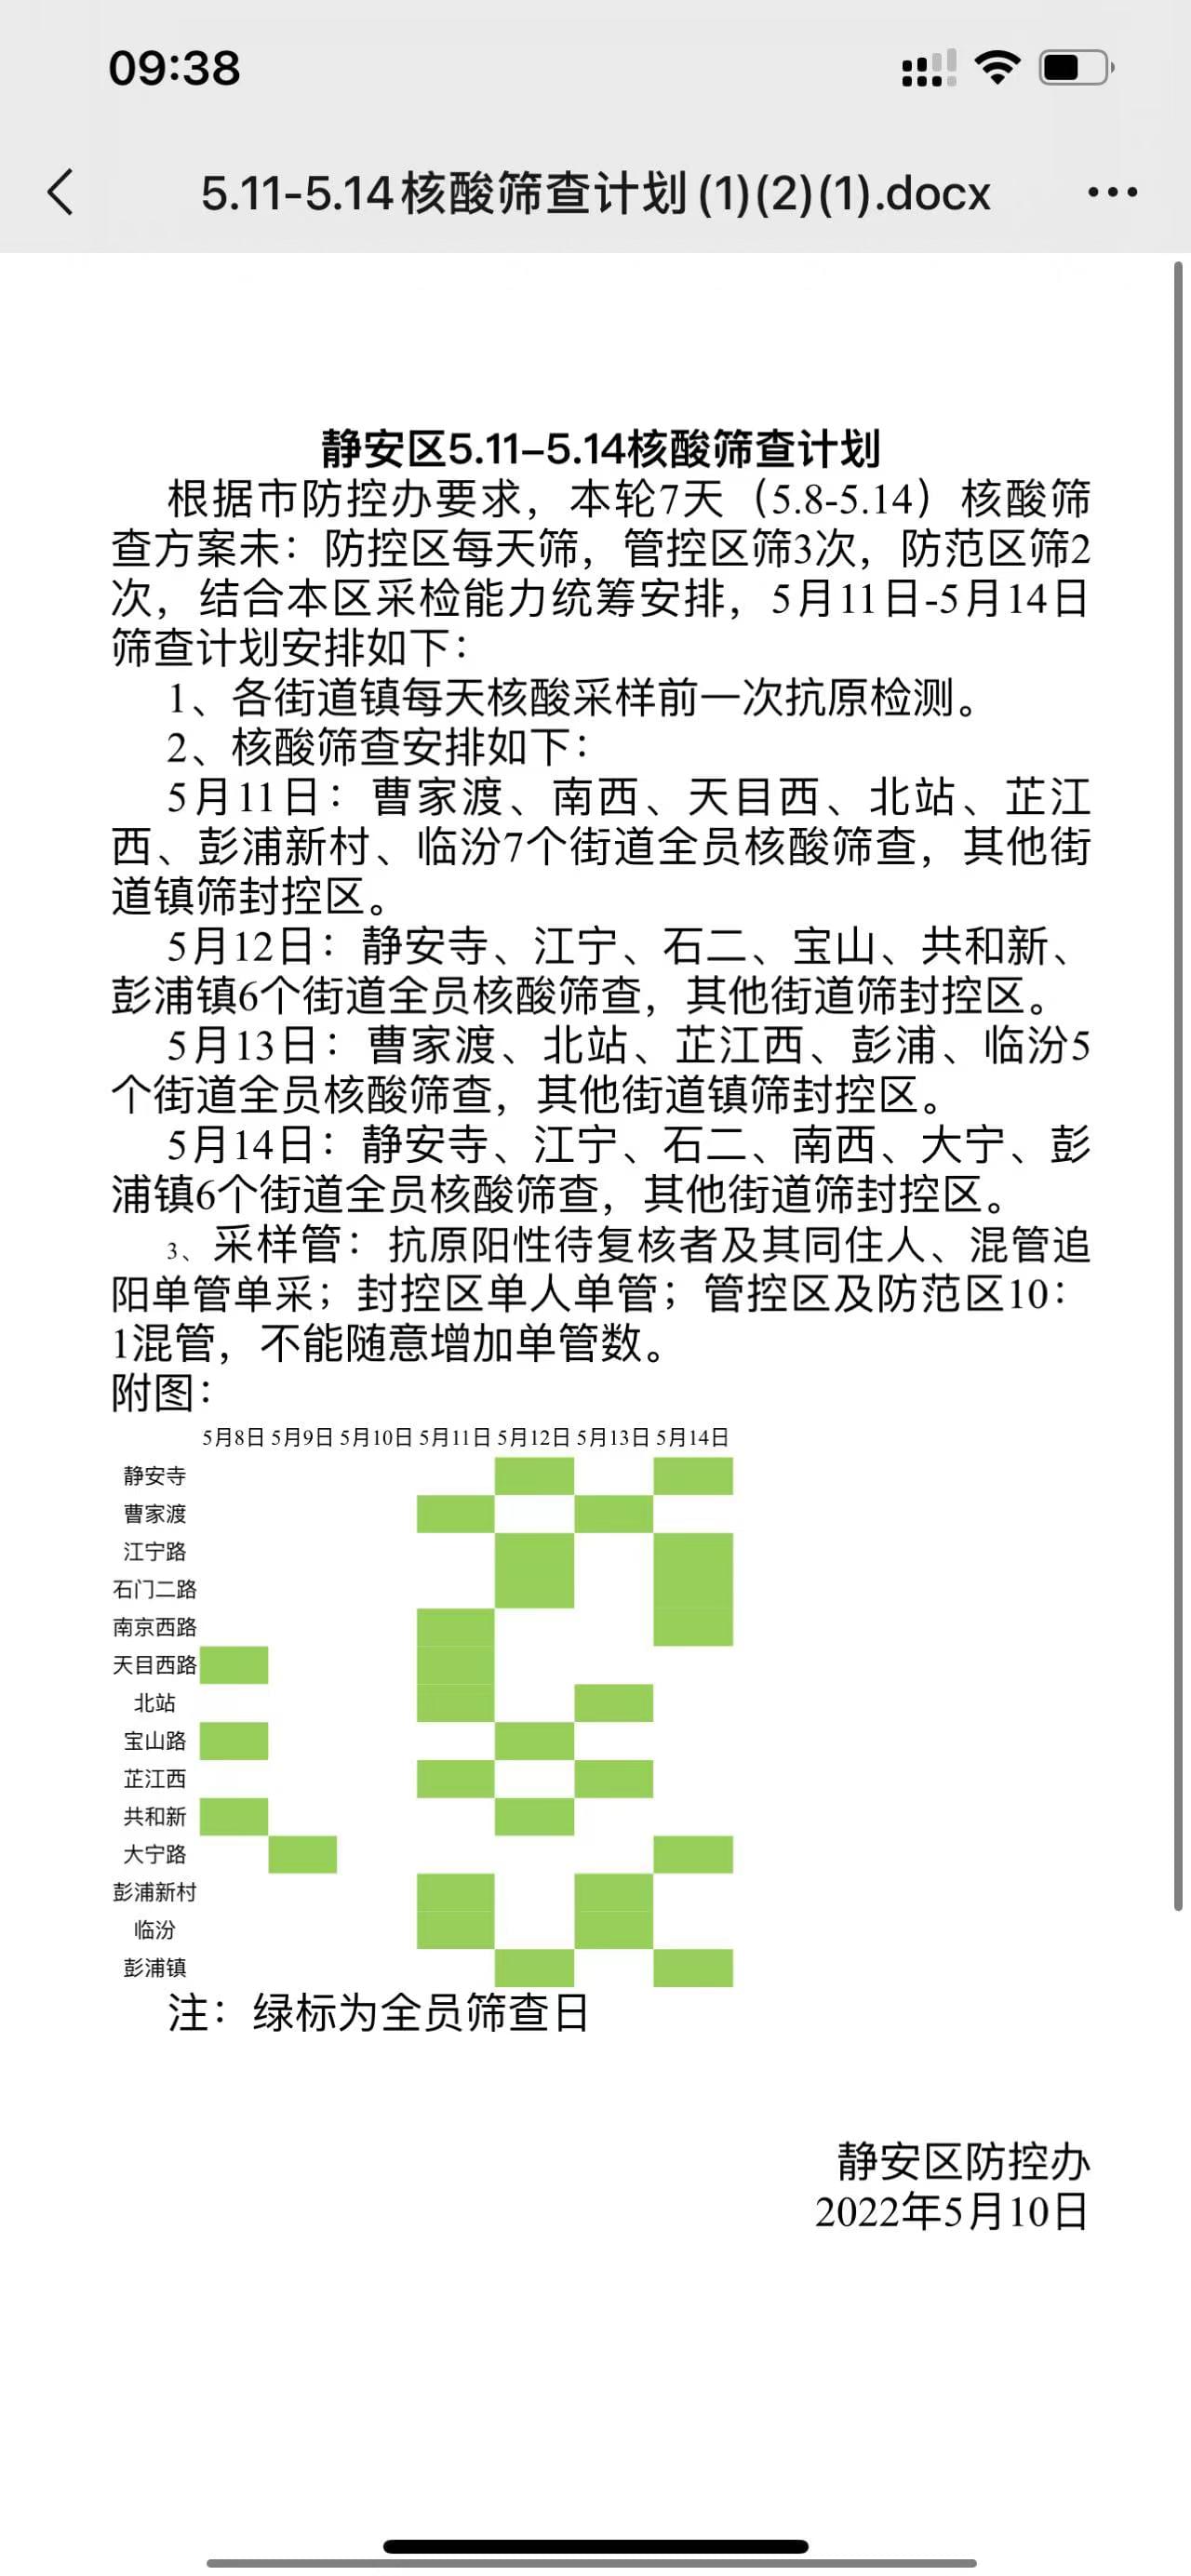 09:38
5.11-5.14核酸筛查计划(1)(2)(1).docx
静安区5.11–5.14核酸筛查计划
根据市防控办要求，本轮7天（5.8-5.14）核酸筛
查方案未：防控区每天筛，管控区筛3次，防范区筛2
次，结合本区采检能力统筹安排，5月11日-5月14日
筛查计划安排如下：
1、各街道镇每天核酸采样前一次抗原检测。
2、核酸筛查安排如下：
5月11日：曹家渡、南西、天目西、北站、芷江
西、彭浦新村、临汾7个街道全员核酸筛查，其他街
道镇筛封控区。
5月12日：静安寺、江宁、石二、宝山、共和新、
彭浦镇6个街道全员核酸筛查，其他街道筛封控区。
5月13日：曹家渡、北站、芷江西、彭浦、临汾5
个街道全员核酸筛查，其他街道镇筛封控区。
5月14日：静安寺、江宁、石二、南西、大宁、彭
浦镇6个街道全员核酸筛查，其他街道筛封控区。
3、采样管：抗原阳性待复核者及其同住人、混管追
阳单管单采；封控区单人单管；管控区及防范区10：
1混管，不能随意增加单管数。
附图：
5月8日 5月9日 5月10日 5月11日 5月12日 5月13日 5月14日
静安寺
曹家渡
江宁路
石门二路
南京西路
天目西路
北站
宝山路
芷江西
共和新
大宁路
彭浦新村
临汾
彭浦镇
注：绿标为全员筛查日
静安区防控办
2022年5月10日